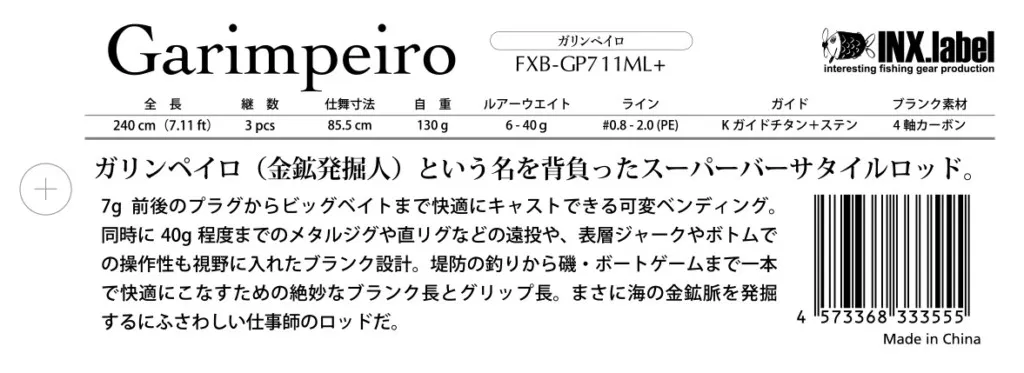 Garimpeiro
ガリンペイロ
FXB-GP711ML+
INX.label
interesting fishing gear production
全 長 継 数 仕舞寸法 自 重 ルアーウエイト ライン ガイド ブランク素材
240 cm（7.11 ft） 3 pcs 85.5 cm 130 g 6 - 40 g #0.8 - 2.0 (PE) K ガイドチタン＋ステン 4 軸カーボン
ガリンペイロ（金鉱発掘人）という名を背負ったスーパーバーサタイルロッド。
7g 前後のプラグからビッグベイトまで快適にキャストできる可変ベンディング。
同時に 40g 程度までのメタルジグや直リグなどの遠投や、表層ジャークやボトムで
の操作性も視野に入れたブランク設計。堤防の釣りから磯・ボートゲームまで一本
で快適にこなすための絶妙なブランク長とグリップ長。まさに海の金鉱脈を発掘
するにふさわしい仕事師のロッドだ。
4 573368 333555
Made in China